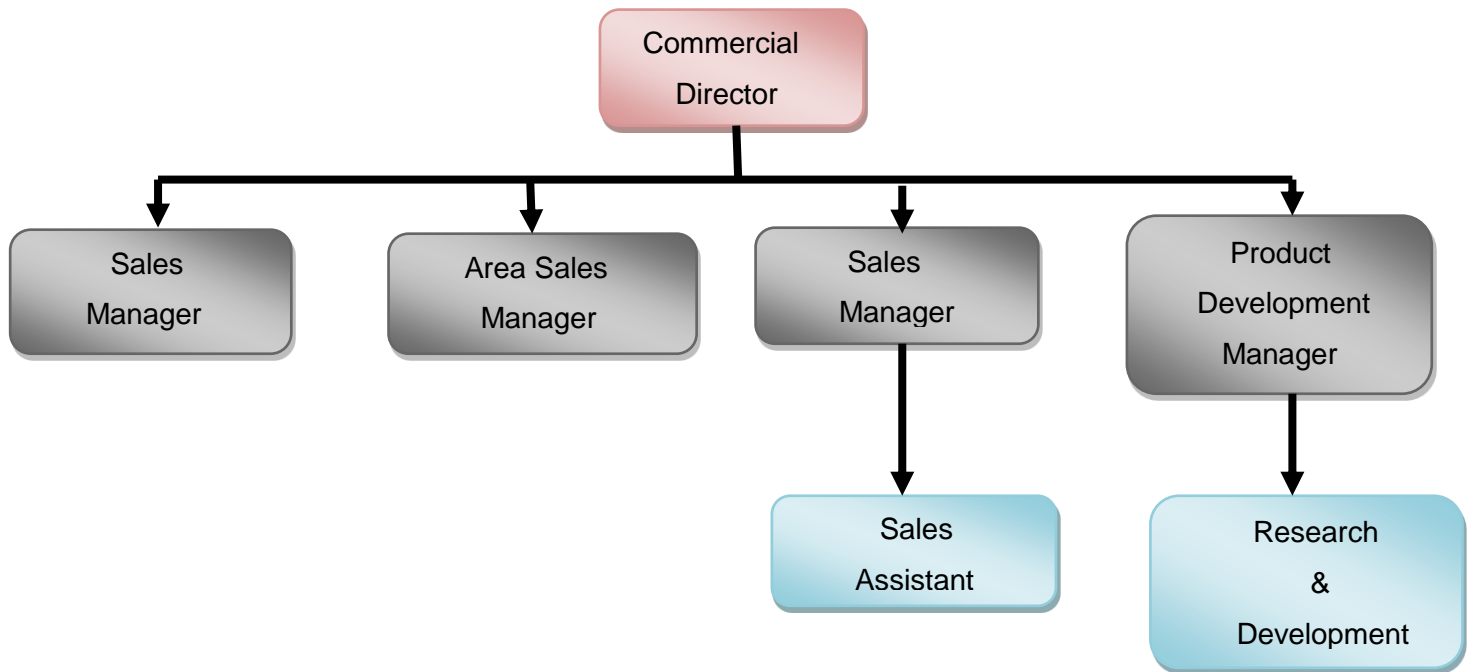 Commercial
Director
Sales
Manager
Area Sales
Manager
Sales
Manager
Product
Development
Manager
Sales
Assistant
Research
&
Development